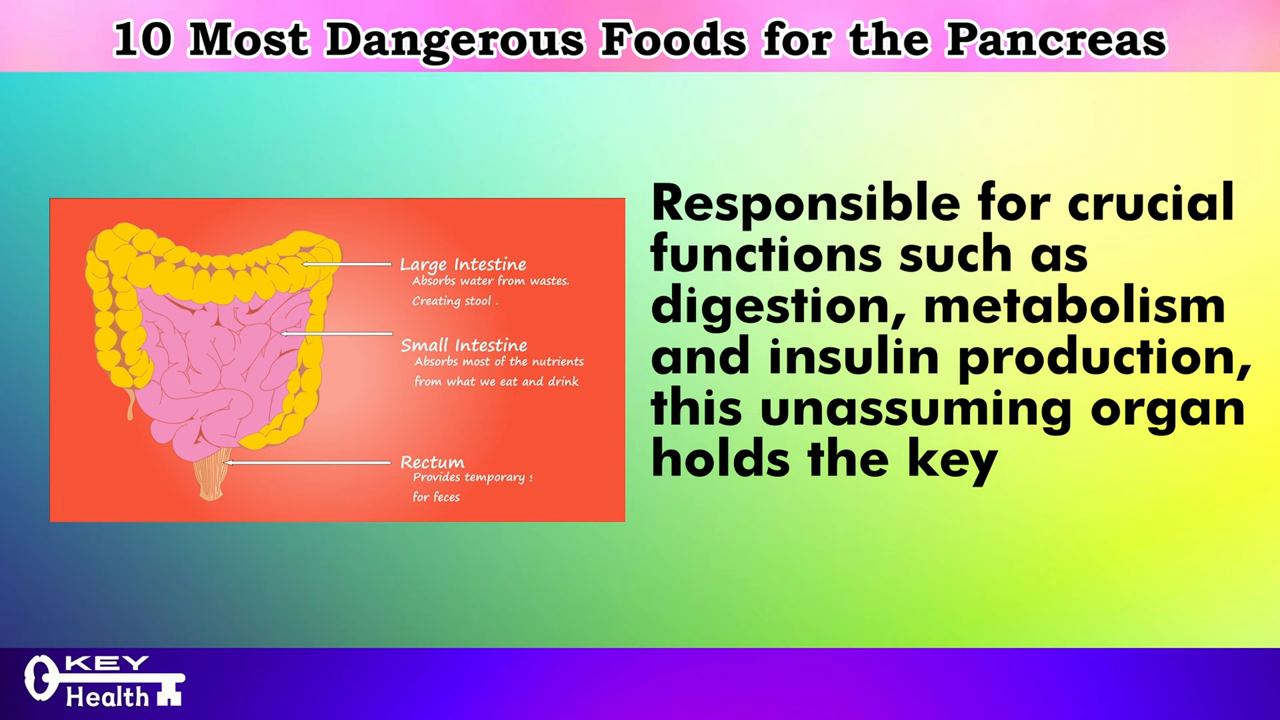 10 Most Dangerous Foods for the Pancreas
Large Intestine
Absorbs water from wastes.
Creating stool .
Small Intestine
Absorbs most of the nutrients
from what we eat and drink
Rectum
Provides temporary
for feces
Responsible for crucial
functions such as
digestion, metabolism
and insulin production,
this unassuming organ
holds the key
KEY
Health